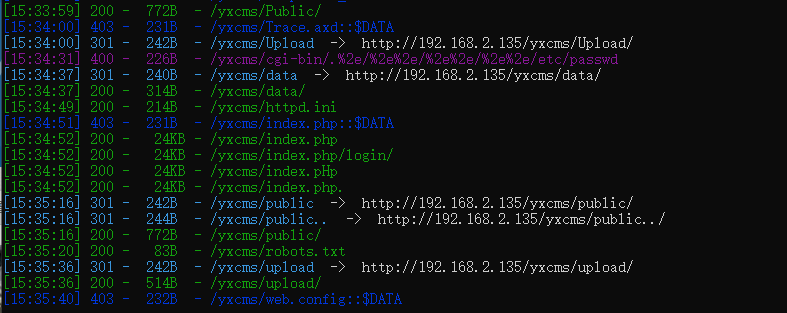 [15:33:59] 200 -   772B  - /yxcms/Public/
[15:34:00] 403 -   231B  - /yxcms/Trace.axd::$DATA
[15:34:00] 301 -   242B  - /yxcms/Upload  ->  http://192.168.2.135/yxcms/Upload/
[15:34:31] 400 -   226B  - /yxcms/cgi-bin/.%2e/%2e%2e/%2e%2e/%2e%2e/etc/passwd
[15:34:37] 301 -   240B  - /yxcms/data  ->  http://192.168.2.135/yxcms/data/
[15:34:37] 200 -   314B  - /yxcms/data/
[15:34:49] 200 -   214B  - /yxcms/httpd.ini
[15:34:51] 403 -   231B  - /yxcms/index.php::$DATA
[15:34:52] 200 -    24KB - /yxcms/index.php
[15:34:52] 200 -    24KB - /yxcms/index.php/login/
[15:34:52] 200 -    24KB - /yxcms/index.pHp
[15:34:52] 200 -    24KB - /yxcms/index.php.
[15:35:16] 301 -   242B  - /yxcms/public  ->  http://192.168.2.135/yxcms/public/
[15:35:16] 301 -   244B  - /yxcms/public..  ->  http://192.168.2.135/yxcms/public../
[15:35:16] 200 -   772B  - /yxcms/public/
[15:35:20] 200 -    83B  - /yxcms/robots.txt
[15:35:36] 301 -   242B  - /yxcms/upload  ->  http://192.168.2.135/yxcms/upload/
[15:35:36] 200 -   514B  - /yxcms/upload/
[15:35:40] 403 -   232B  - /yxcms/web.config::$DATA